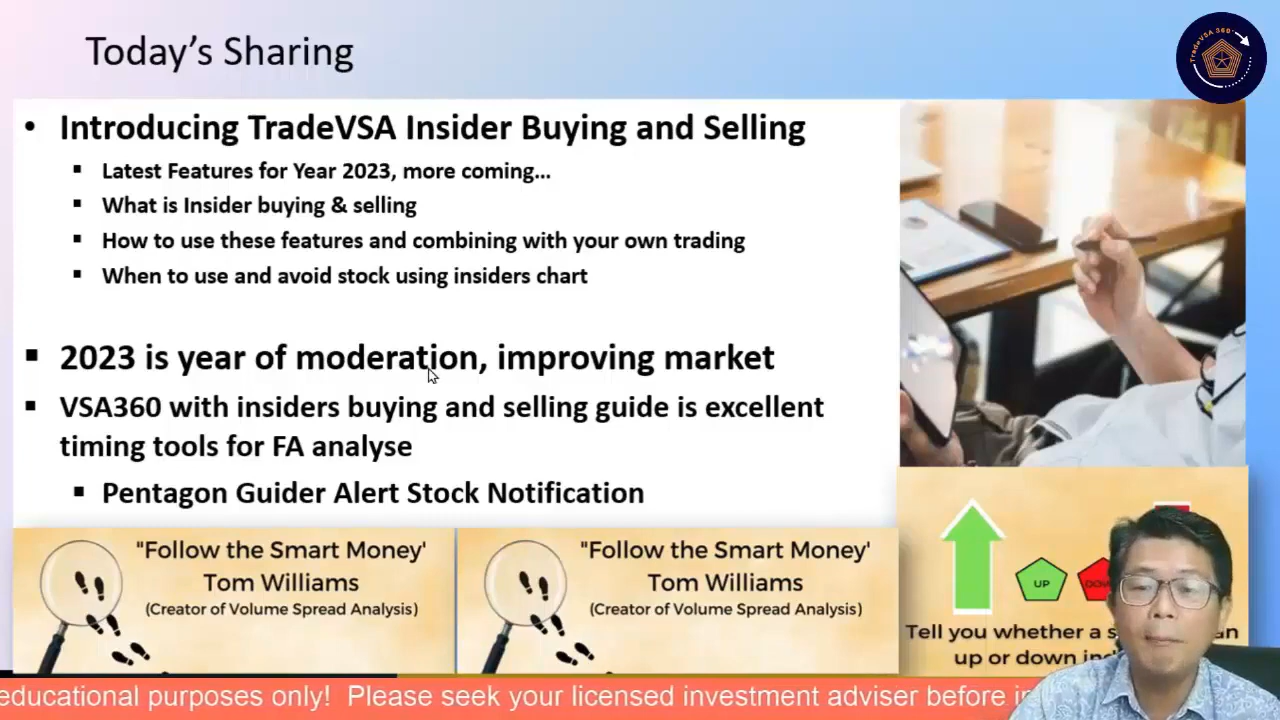 Today's Sharing
TradeVSA 360°
• Introducing TradeVSA Insider Buying and Selling
▪ Latest Features for Year 2023, more coming...
▪ What is Insider buying & selling
▪ How to use these features and combining with your own trading
▪ When to use and avoid stock using insiders chart
▪ 2023 is year of moderation, improving market
▪ VSA360 with insiders buying and selling guide is excellent
timing tools for FA analyse
▪ Pentagon Guider Alert Stock Notification
"Follow the Smart Money'
Tom Williams
(Creator of Volume Spread Analysis)
"Follow the Smart Money'
Tom Williams
(Creator of Volume Spread Analysis)
UP
Tell you whether a
up or down
educational purposes only! Please seek your licensed investment adviser before